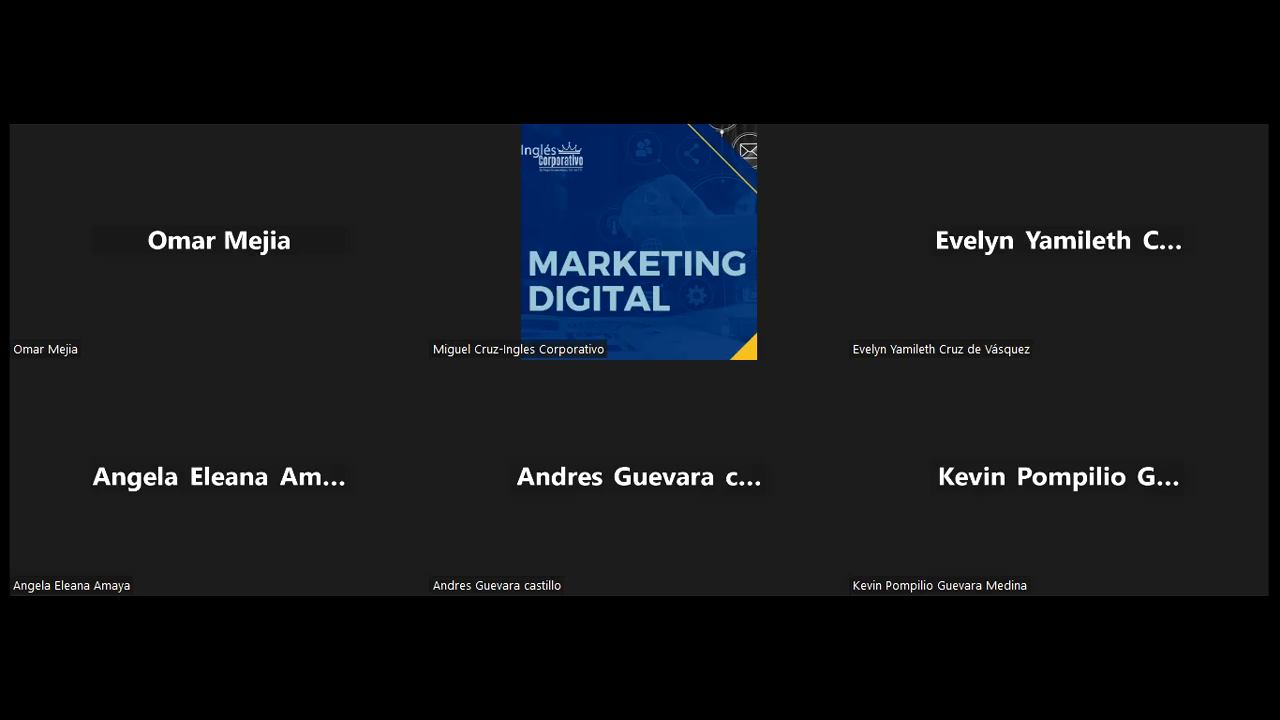 Omar Mejia
Omar Mejia
Inglés
Corporativo
MARKETING
DIGITAL
Miguel Cruz-Ingles Corporativo
Evelyn Yamileth C...
Evelyn Yamileth Cruz de Vásquez
Angela Eleana Am...
Angela Eleana Amaya
Andres Guevara c...
Andres Guevara castillo
Kevin Pompilio G...
Kevin Pompilio Guevara Medina